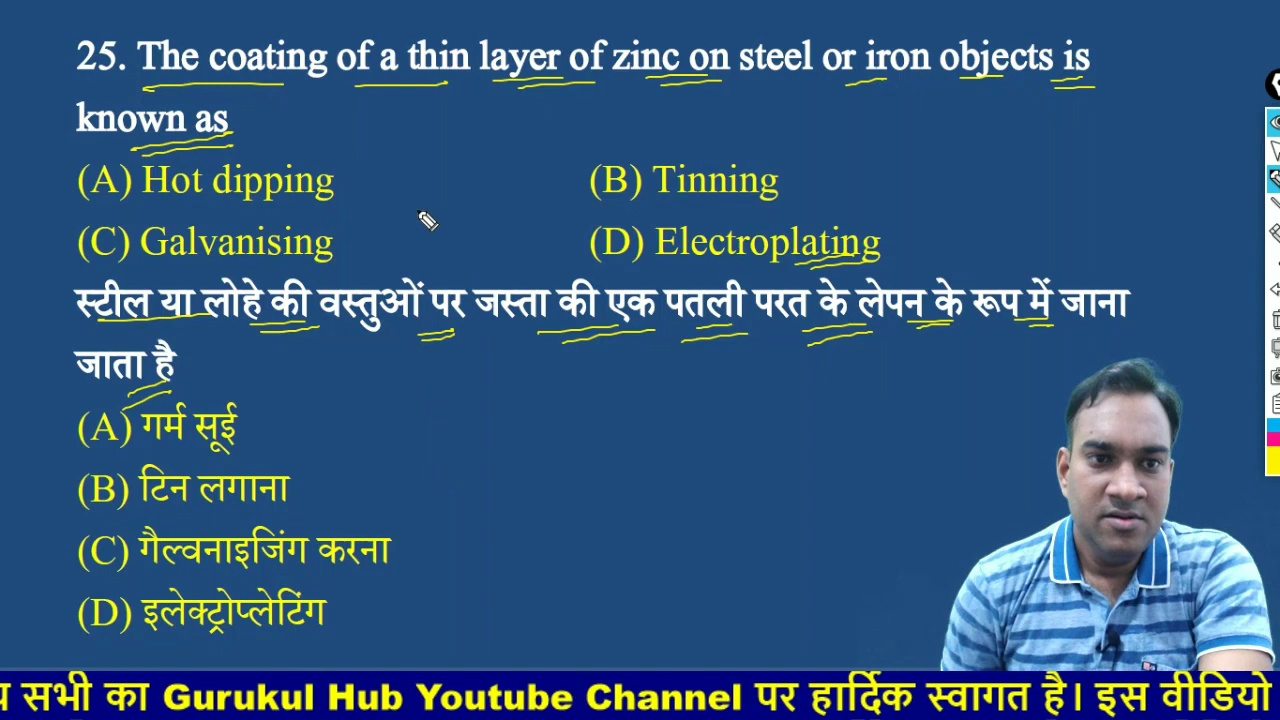 25. The coating of a thin layer of zinc on steel or iron objects is
known as
(A) Hot dipping (B) Tinning
(C) Galvanising (D) Electroplating
स्टील या लोहे की वस्तुओं पर जस्ता की एक पतली परत के लेपन के रूप में जाना
जाता है
(A) गर्म सूई
(B) टिन लगाना
(C) गैल्वनाइजिंग करना
(D) इलेक्ट्रोप्लेटिंग
सभी का Gurukul Hub Youtube Channel पर हार्दिक स्वागत है। इस वीडियो